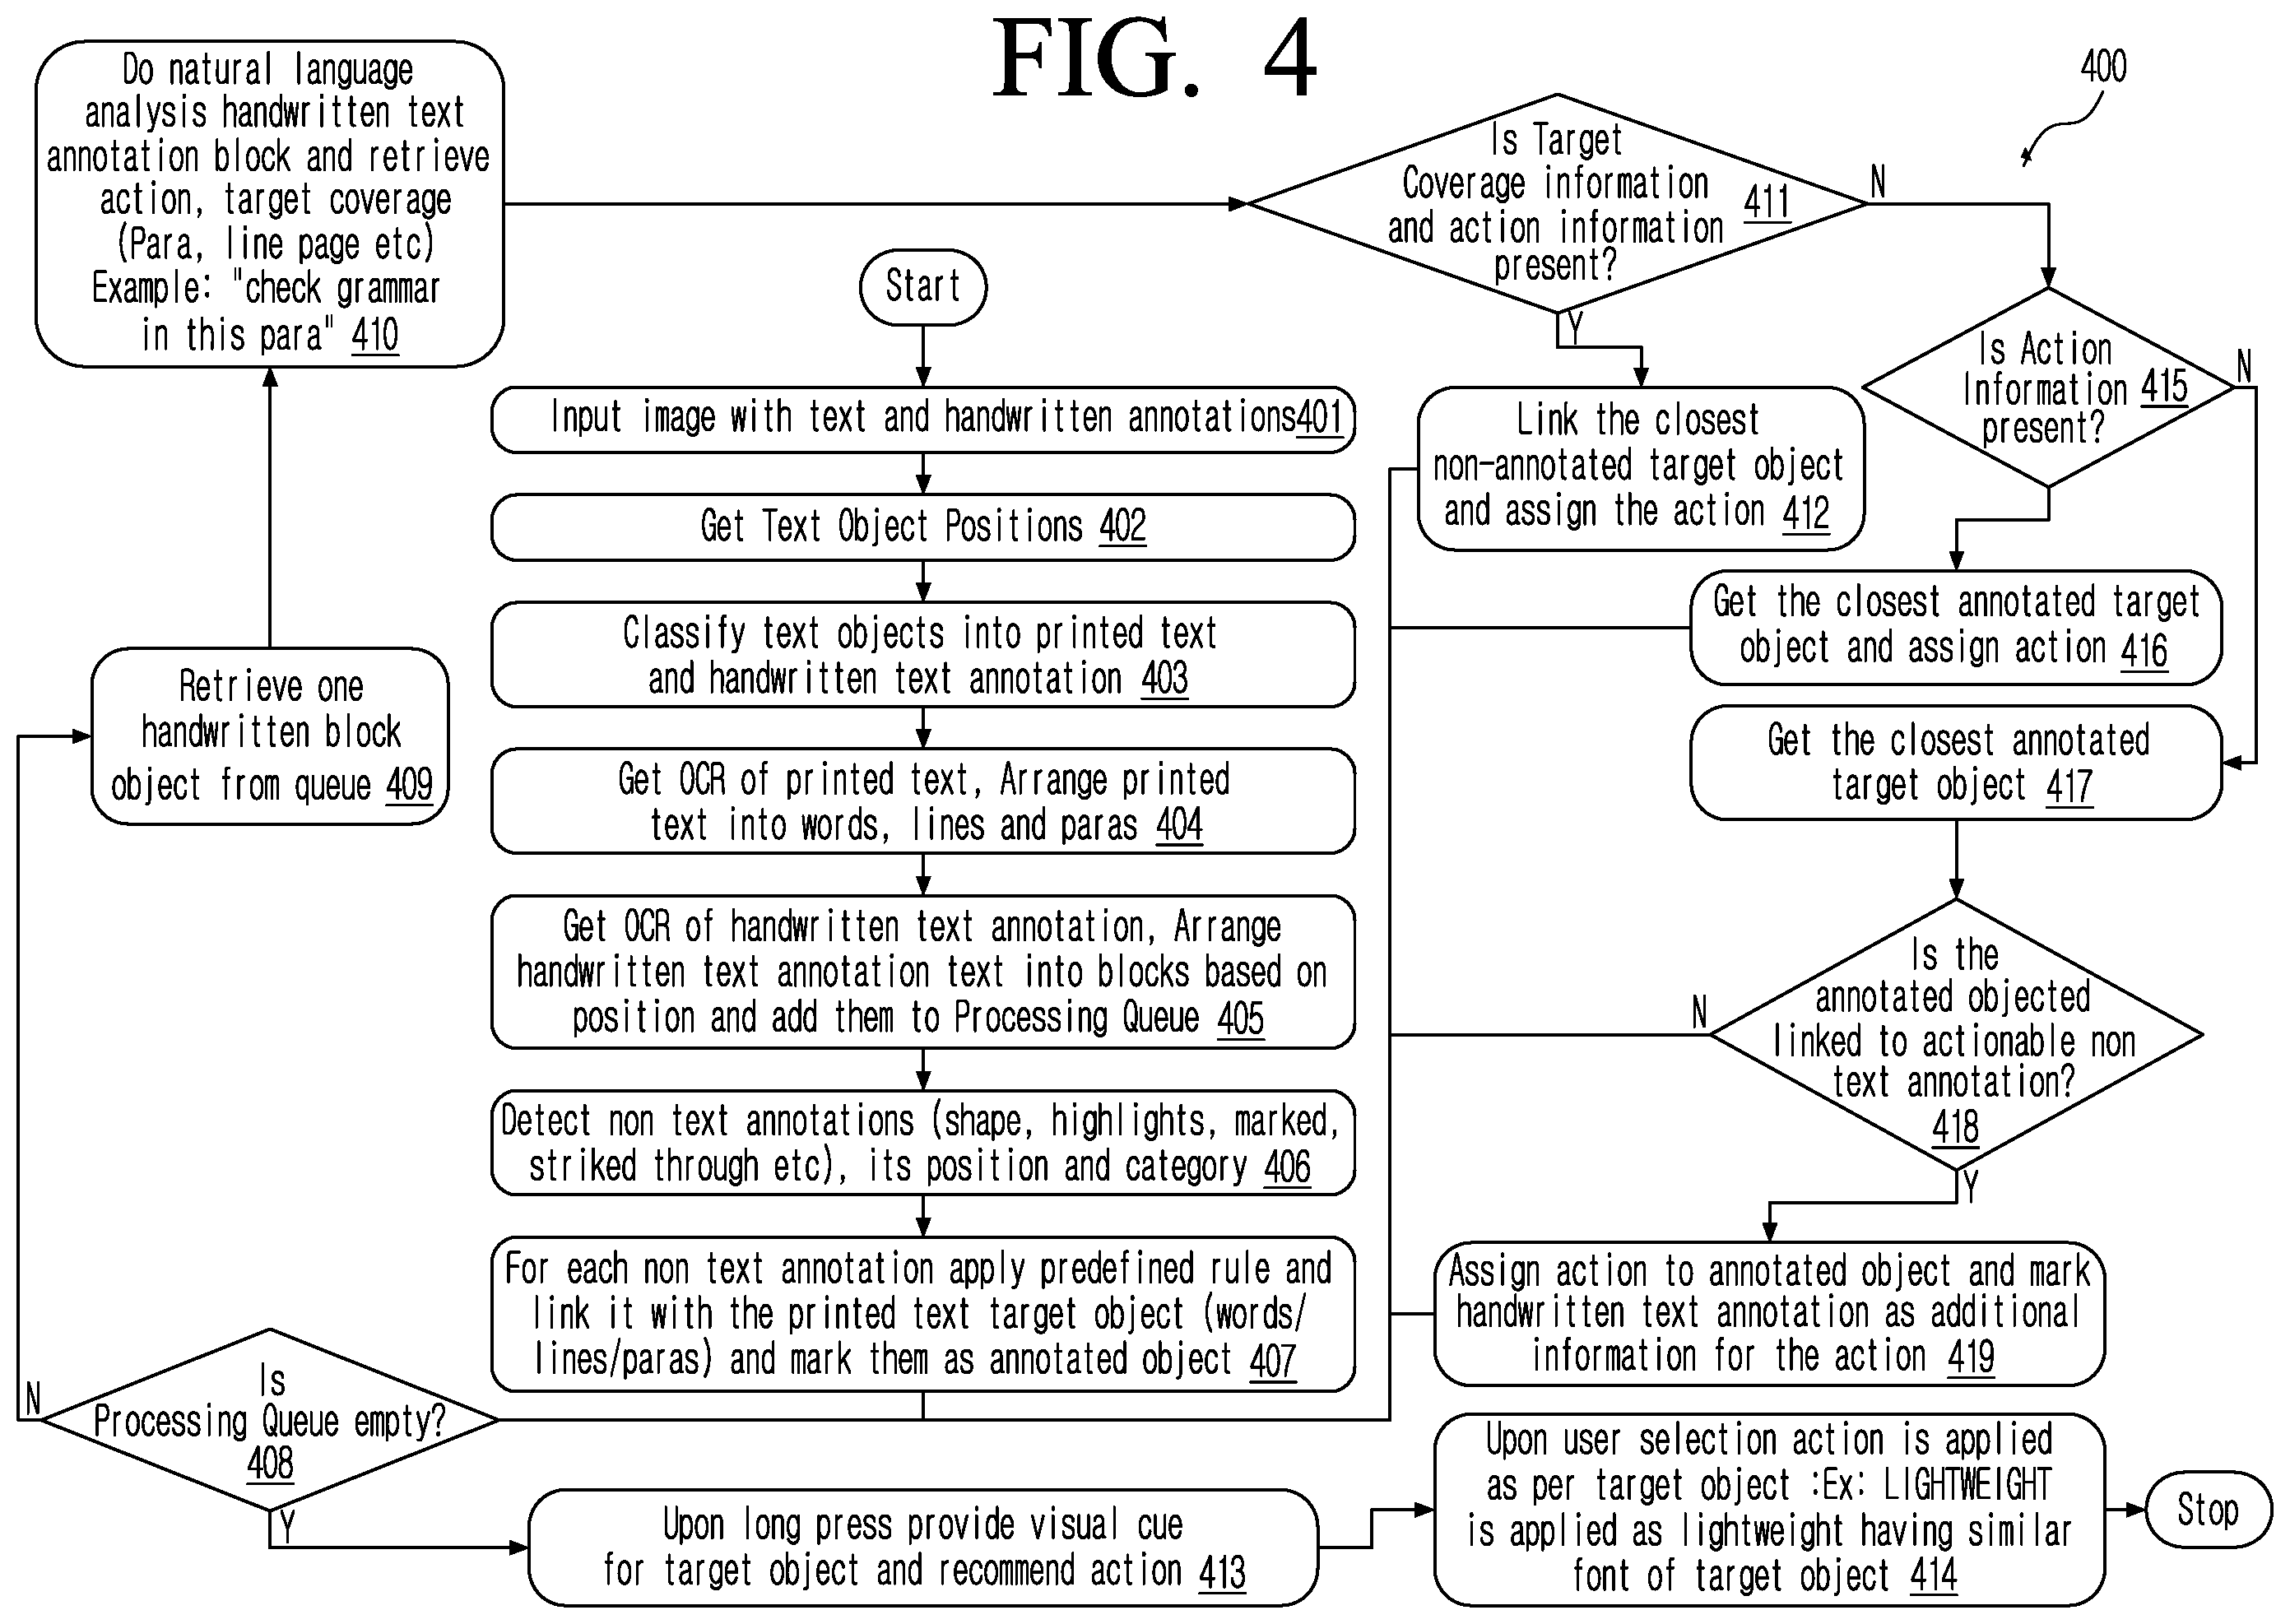 FIG. 4
400
Do natural language
analysis handwritten text
annotation block and retrieve
action, target coverage
(Para, line page etc)
Example: "check grammar
in this para" 410
Is Target
Coverage information
and action information
present?
411
N
Y
Start
Is Action
Information
present?
415
N
Input image with text and handwritten annotations401
Link the closest
non-annotated target object
and assign the action 412
Get Text Object Positions 402
Get the closest annotated target
object and assign action 416
Classify text objects into printed text
and handwritten text annotation 403
Retrieve one
handwritten block
object from queue 409
Get the closest annotated
target object 417
Get OCR of printed text, Arrange printed
text into words, lines and paras 404
Get OCR of handwritten text annotation, Arrange
handwritten text annotation text into blocks based on
position and add them to Processing Queue 405
Is the
annotated objected
linked to actionable non
text annotation?
418
N
Y
Detect non text annotations (shape, highlights, marked,
striked through etc), its position and category 406
For each non text annotation apply predefined rule and
link it with the printed text target object (words/
lines/paras) and mark them as annotated object 407
Assign action to annotated object and mark
handwritten text annotation as additional
information for the action 419
Is
Processing Queue empty?
408
N
Y
Upon long press provide visual cue
for target object and recommend action 413
Upon user selection action is applied
as per target object :Ex: LIGHTWEIGHT
is applied as lightweight having similar
font of target object 414
Stop